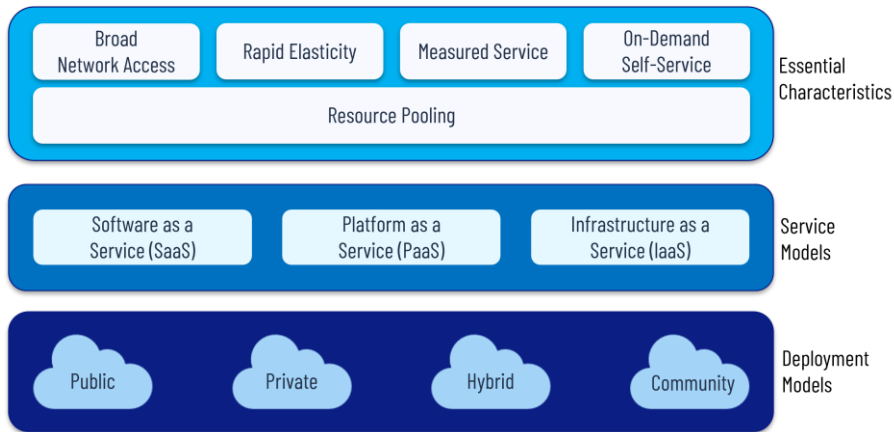 Broad
Network Access
Rapid Elasticity
Measured Service
On-Demand
Self-Service
Resource Pooling
Essential
Characteristics
Software as a
Service (SaaS)
Platform as a
Service (PaaS)
Infrastructure as a
Service (IaaS)
Service
Models
Public
Private
Hybrid
Community
Deployment
Models